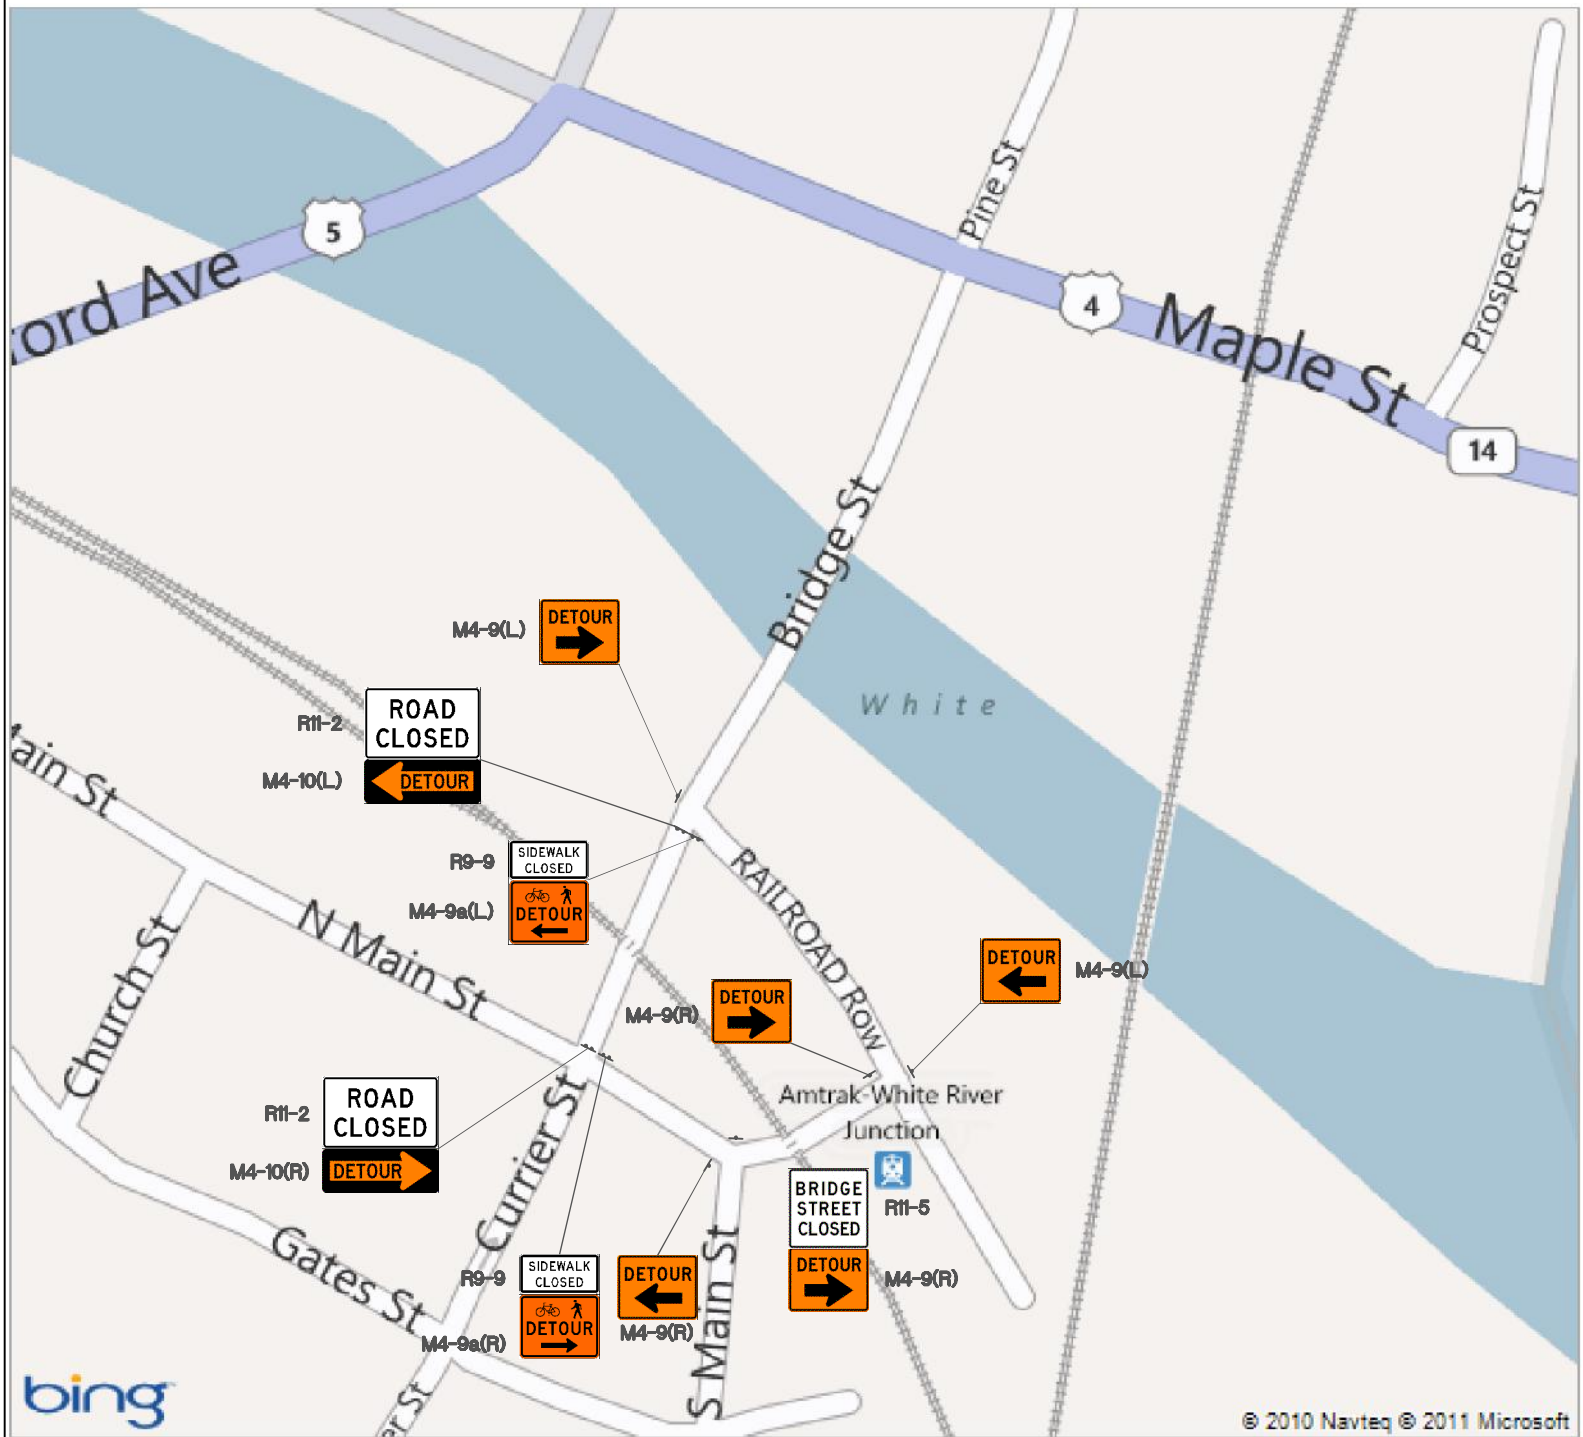 5
ford Ave
Pine St
4
Maple St
Prospect St
14
Bridge St
White
M4-9(L)
DETOUR
R11-2
ROAD
CLOSED
M4-10(L)
DETOUR
Main St
R9-9
SIDEWALK
CLOSED
M4-9a(L)
DETOUR
RAILROAD ROW
N Main St
Church St
M4-9(R)
DETOUR
DETOUR
M4-9(L)
Amtrak-White River
Junction
R11-2
ROAD
CLOSED
M4-10(R)
DETOUR
Currier St
BRIDGE
STREET
CLOSED
R11-5
Gates St
R9-9
SIDEWALK
CLOSED
M4-9a(R)
DETOUR
DETOUR
M4-9(R)
S Main St
DETOUR
M4-9(R)
er St
bing
© 2010 Navteq © 2011 Microsoft